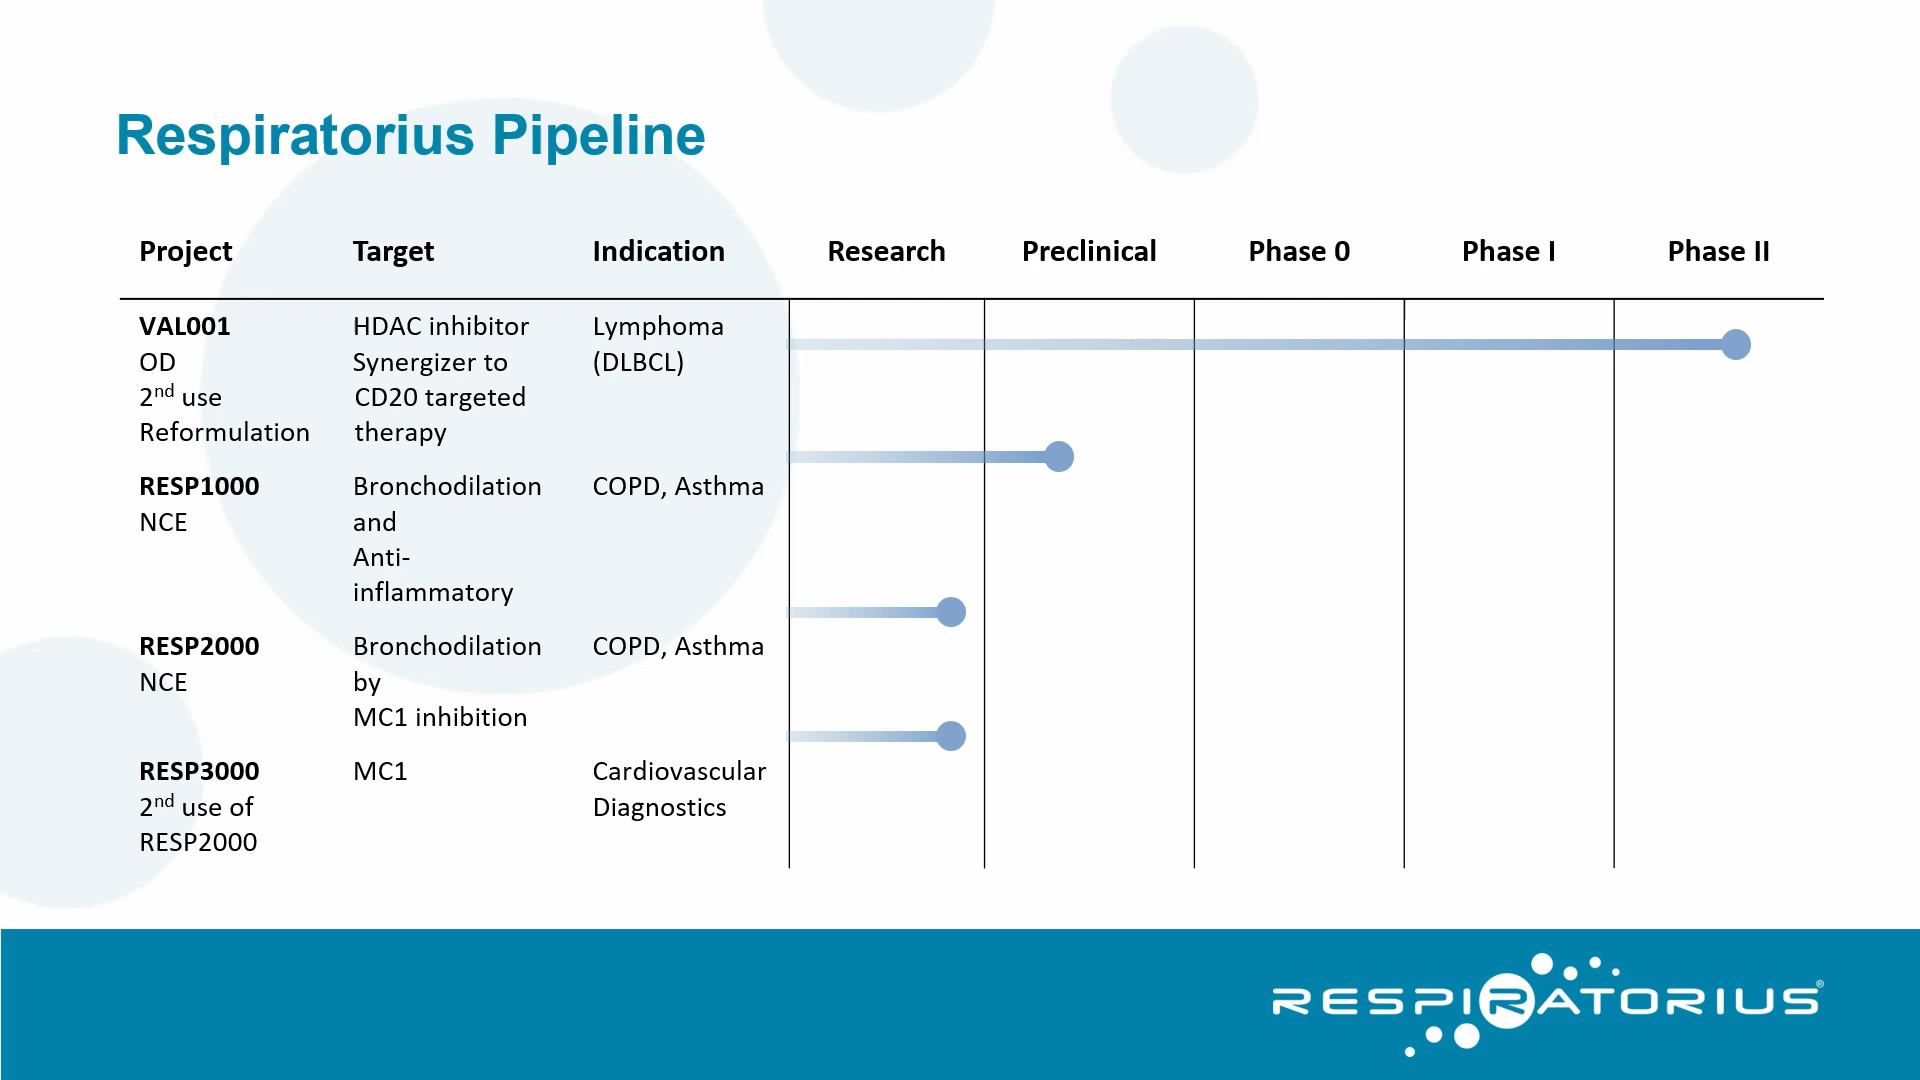 Respiratorius Pipeline
Project Target Indication Research Preclinical Phase 0 Phase I Phase II
VAL001 HDAC inhibitor Lymphoma
OD Synergizer to (DLBCL)
2nd use CD20 targeted
Reformulation therapy
RESP1000 Bronchodilation COPD, Asthma
NCE and
Anti-
inflammatory
RESP2000 Bronchodilation COPD, Asthma
NCE by
MC1 inhibition
RESP3000 MC1 Cardiovascular
2nd use of Diagnostics
RESP2000
RESPIRATORIUS®